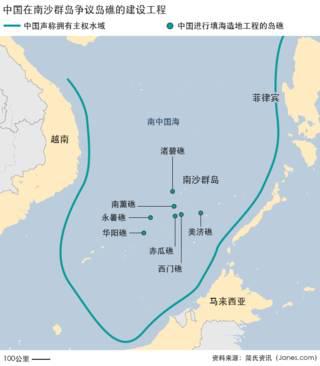 中国在南沙群岛争议岛礁的建设工程
中国声称拥有主权水域 中国进行填海造地工程的岛礁
菲律宾
南中国海
越南
渚碧礁
南沙群岛
南薰礁
永暑礁
华阳礁
美济礁
赤瓜礁
西门礁
马来西亚
100公里 资料来源：简氏资讯（Janes.com）